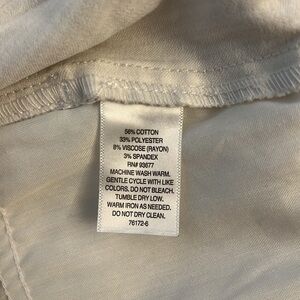 56% COTTON
33% POLYESTER
8% VISCOSE (RAYON)
3% SPANDEX
RN# 93677
MACHINE WASH WARM.
GENTLE CYCLE WITH LIKE
COLORS. DO NOT BLEACH.
TUMBLE DRY LOW.
WARM IRON AS NEEDED.
DO NOT DRY CLEAN.
76172-6